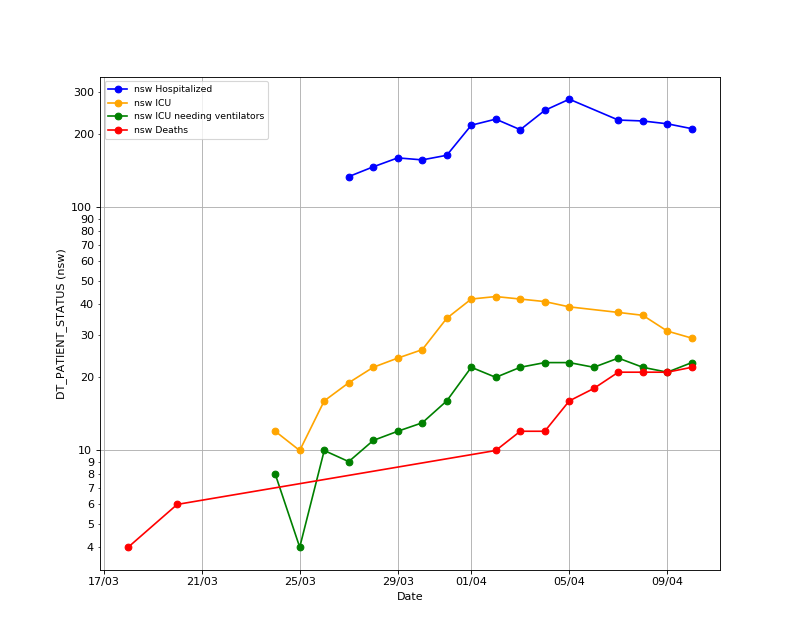 nsw Hospitalized
nsw ICU
nsw ICU needing ventilators
nsw Deaths
DT_PATIENT_STATUS (nsw)
300
200
100
90
80
70
60
50
40
30
20
10
9
8
7
6
5
4
17/03 21/03 25/03 29/03 01/04 05/04 09/04
Date